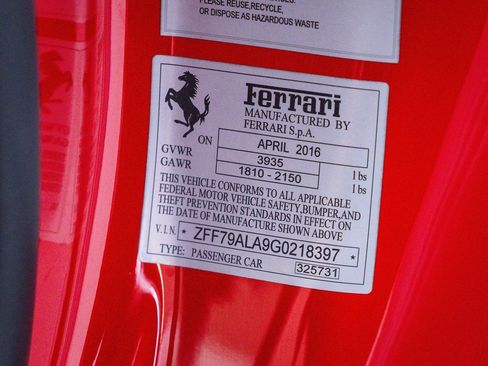 PLEASE REUSE,RECYCLE,
OR DISPOSE AS HAZARDOUS WASTE
Ferrari
MANUFACTURED BY
FERRARI S.p.A.
ON APRIL 2016
GVWR 3935 lbs
GAWR 1810 - 2150 lbs
THIS VEHICLE CONFORMS TO ALL APPLICABLE
FEDERAL MOTOR VEHICLE SAFETY,BUMPER,AND
THEFT PREVENTION STANDARDS IN EFFECT ON
THE DATE OF MANUFACTURE SHOWN ABOVE
V.I.N. * ZFF79ALA9G0218397 *
TYPE: PASSENGER CAR 325731